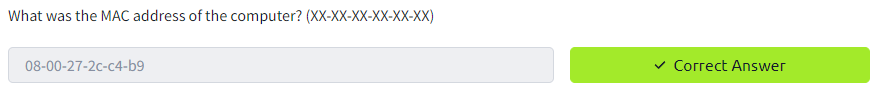 What was the MAC address of the computer? (XX-XX-XX-XX-XX-XX)
08-00-27-2c-c4-b9
✓ Correct Answer